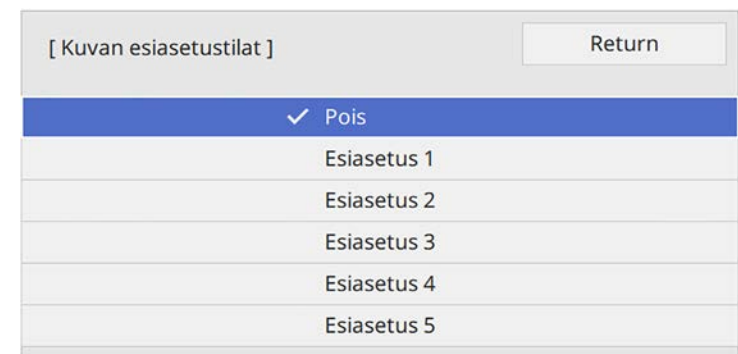 [ Kuvan esiasetustilat ]
Return
Pois
Esiasetus 1
Esiasetus 2
Esiasetus 3
Esiasetus 4
Esiasetus 5